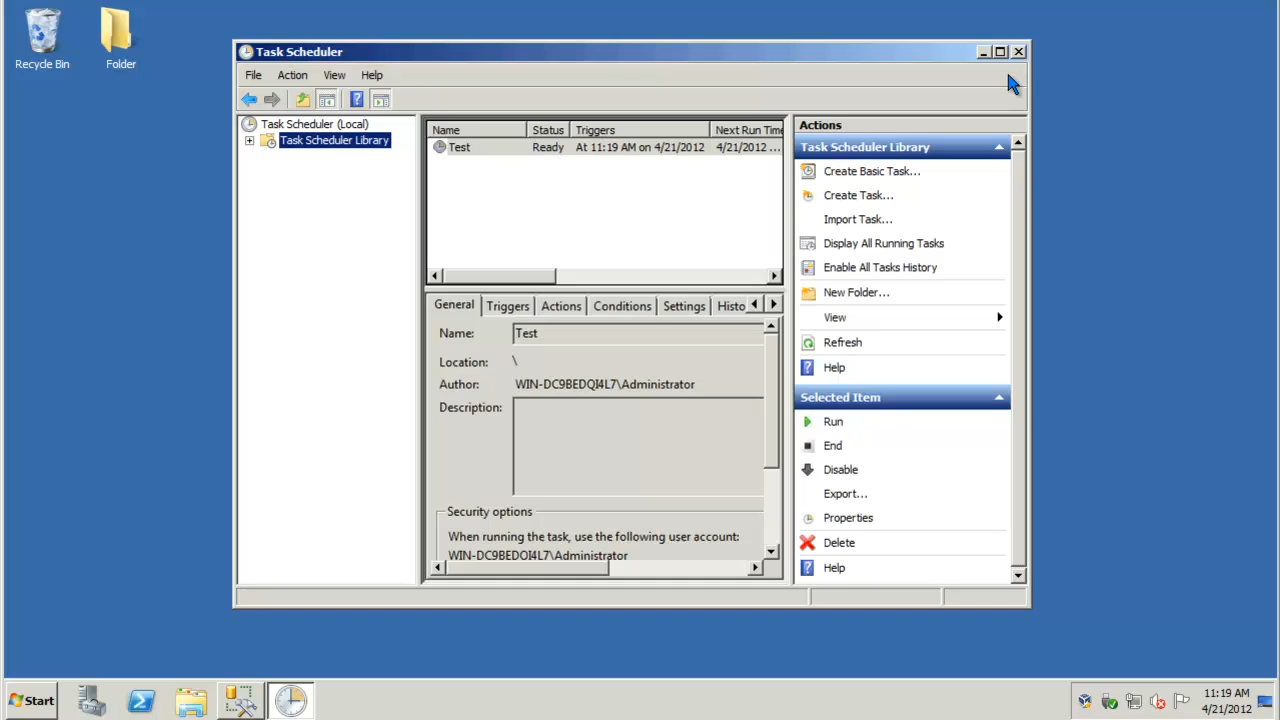 Recycle Bin
Folder
Task Scheduler
File Action View Help
Task Scheduler (Local)
Task Scheduler Library
Name Status Triggers Next Run Time
Test Ready At 11:19 AM on 4/21/2012 4/21/2012 ...
General Triggers Actions Conditions Settings Histo
Name: Test
Location: \
Author: WIN-DC9BEDQI4L7\Administrator
Description:
Security options
When running the task, use the following user account:
WIN-DC9BEDQI4L7\Administrator
Actions
Task Scheduler Library
Create Basic Task...
Create Task...
Import Task...
Display All Running Tasks
Enable All Tasks History
New Folder...
View
Refresh
Help
Selected Item
Run
End
Disable
Export...
Properties
Delete
Help
Start
11:19 AM
4/21/2012